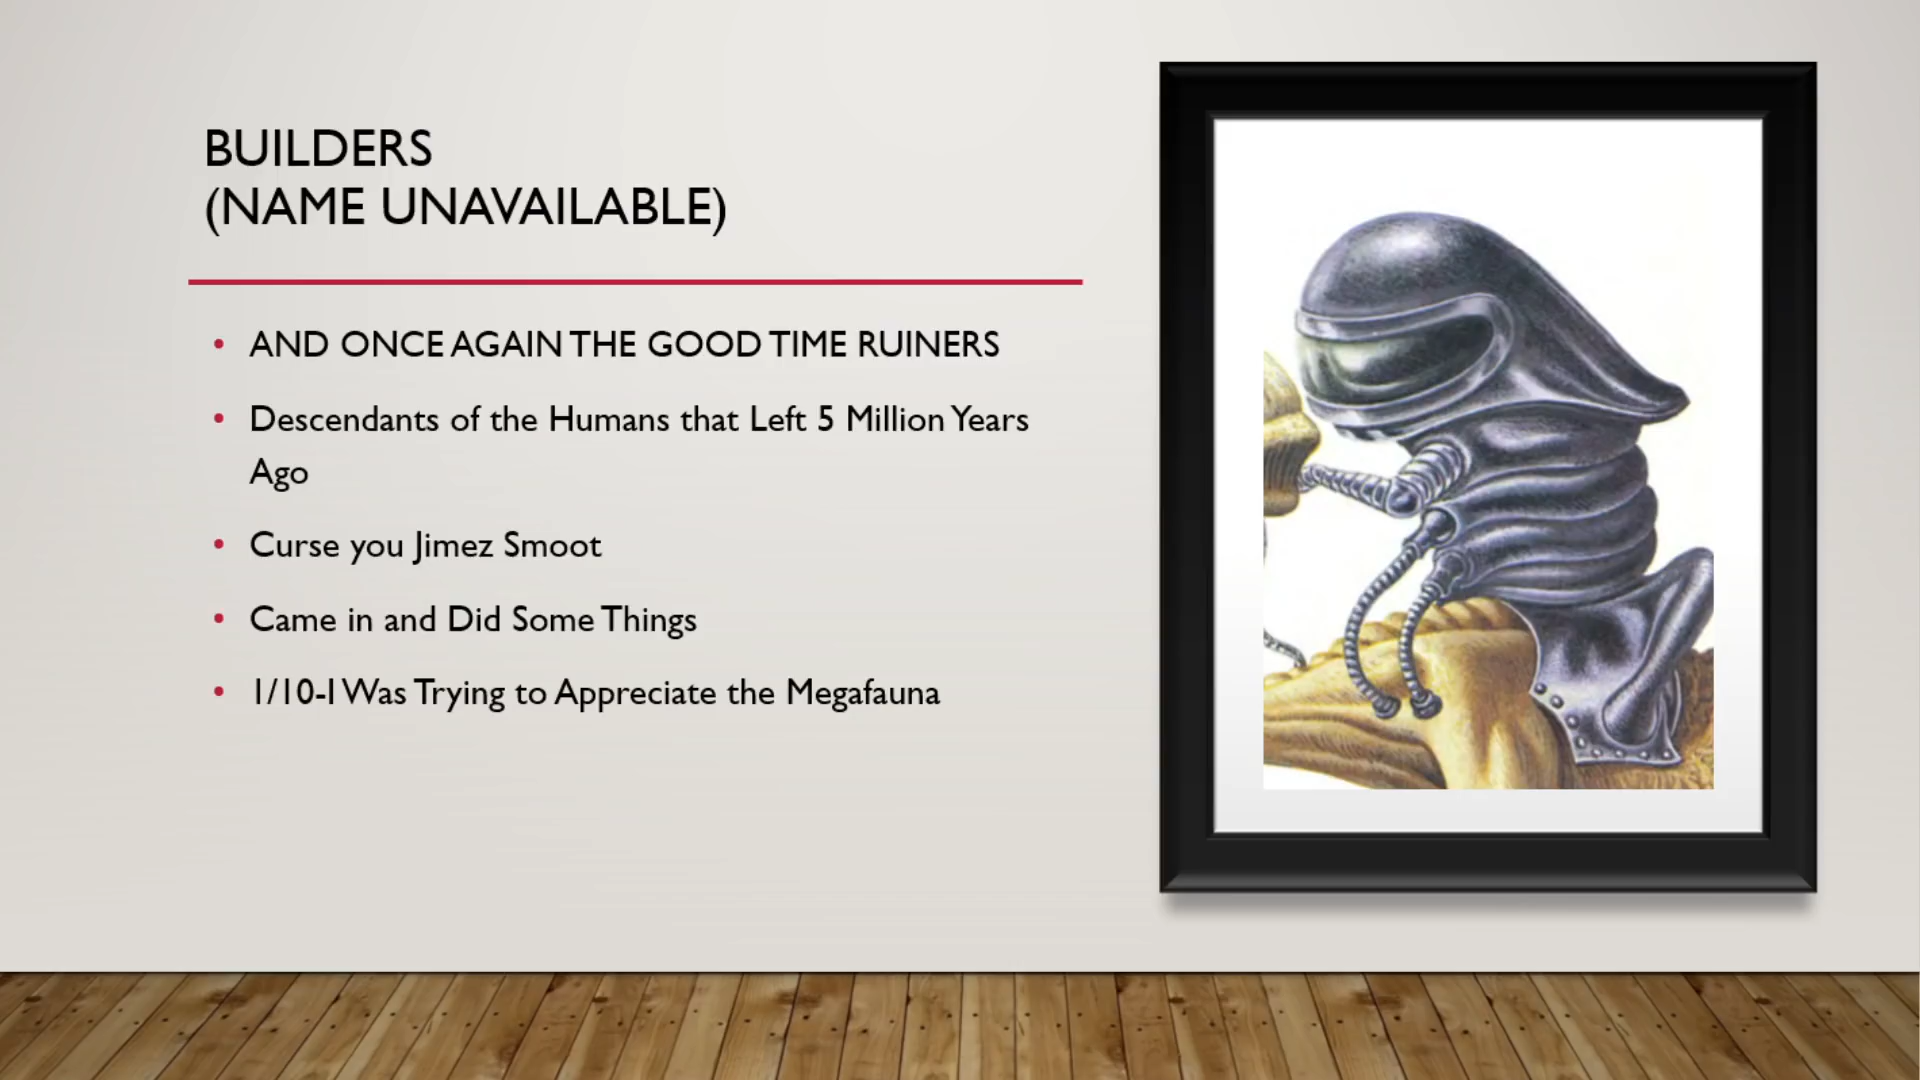 BUILDERS
(NAME UNAVAILABLE)
• AND ONCE AGAIN THE GOOD TIME RUINERS
• Descendants of the Humans that Left 5 Million Years
Ago
• Curse you Jimez Smoot
• Came in and Did Some Things
• 1/10-I Was Trying to Appreciate the Megafauna